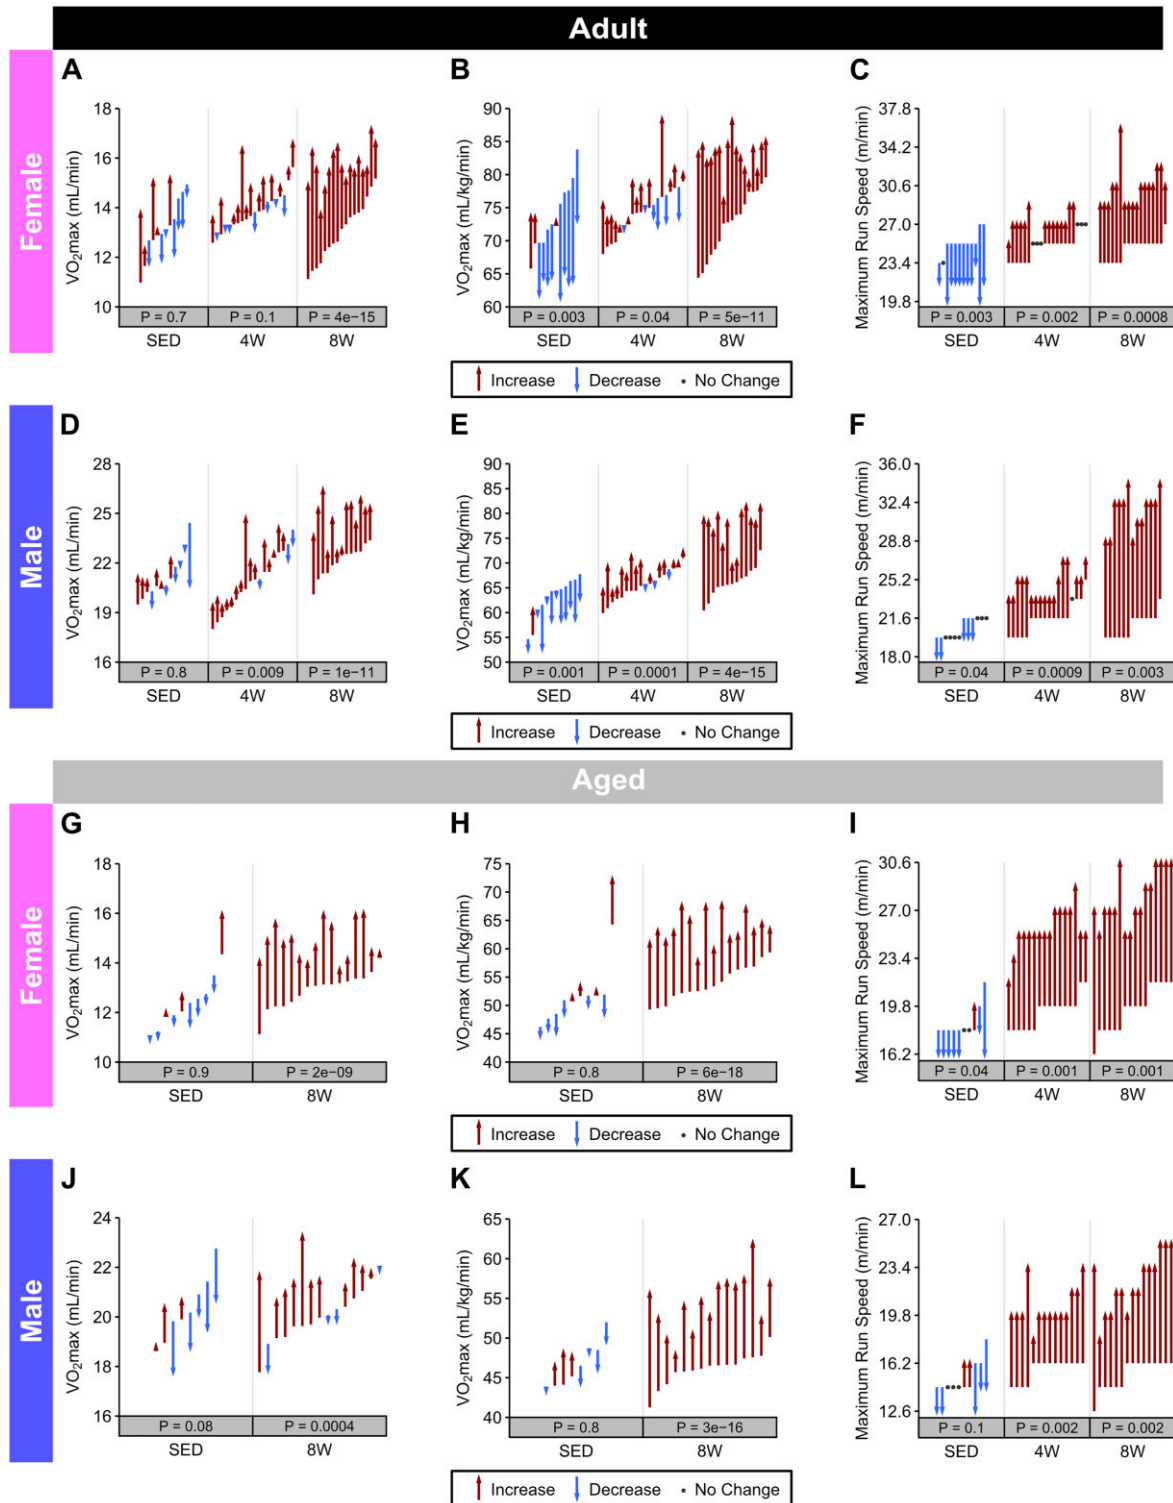 Adult
Female
A
VO2max (mL/min)
18
16
14
12
10
P = 0.7
P = 0.1
P = 4e−15
SED
4W
8W
B
VO2max (mL/kg/min)
90
85
80
75
70
65
60
P = 0.003
P = 0.04
P = 5e−11
SED
4W
8W
C
Maximum Run Speed (m/min)
37.8
34.2
30.6
27.0
23.4
19.8
P = 0.003
P = 0.002
P = 0.0008
SED
4W
8W
Increase
Decrease
No Change
Male
D
VO2max (mL/min)
28
25
22
19
16
P = 0.8
P = 0.009
P = 1e−11
SED
4W
8W
E
VO2max (mL/kg/min)
90
85
80
75
70
65
60
55
50
P = 0.001
P = 0.0001
P = 4e−15
SED
4W
8W
F
Maximum Run Speed (m/min)
36.0
32.4
28.8
25.2
21.6
18.0
P = 0.04
P = 0.0009
P = 0.003
SED
4W
8W
Increase
Decrease
No Change
Aged
Female
G
VO2max (mL/min)
18
16
14
12
10
P = 0.9
P = 2e−09
SED
8W
H
VO2max (mL/kg/min)
75
70
65
60
55
50
45
40
P = 0.8
P = 6e−18
SED
8W
I
Maximum Run Speed (m/min)
30.6
27.0
23.4
19.8
16.2
P = 0.04
P = 0.001
P = 0.001
SED
4W
8W
Increase
Decrease
No Change
Male
J
VO2max (mL/min)
24
22
20
18
16
P = 0.08
P = 0.0004
SED
8W
K
VO2max (mL/kg/min)
65
60
55
50
45
40
P = 0.8
P = 3e−16
SED
8W
L
Maximum Run Speed (m/min)
27.0
23.4
19.8
16.2
12.6
P = 0.1
P = 0.002
P = 0.002
SED
4W
8W
Increase
Decrease
No Change